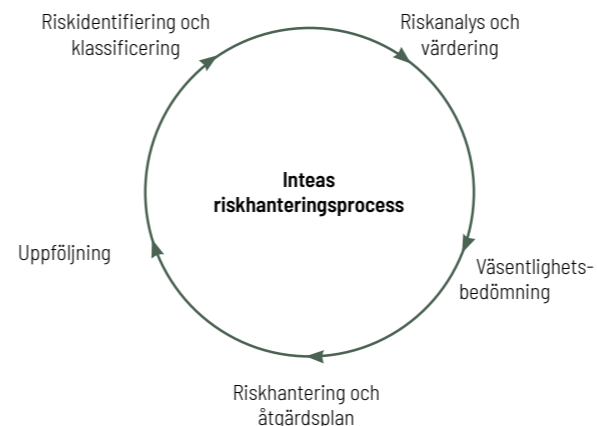 Riskidentifiering och
klassificering
Riskanalys och
värdering
Inteas
riskhanteringsprocess
Väsentlighets-
bedömning
Riskhantering och
åtgärdsplan
Uppföljning